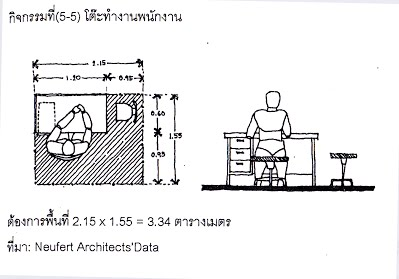 กิจกรรมที่(5-5) โต๊ะทำงานพนักงาน
2.15
1.20 0.95
0.60
1.55
0.95
ต้องการพื้นที่ 2.15 x 1.55 = 3.34 ตารางเมตร
ที่มา: Neufert Architects'Data